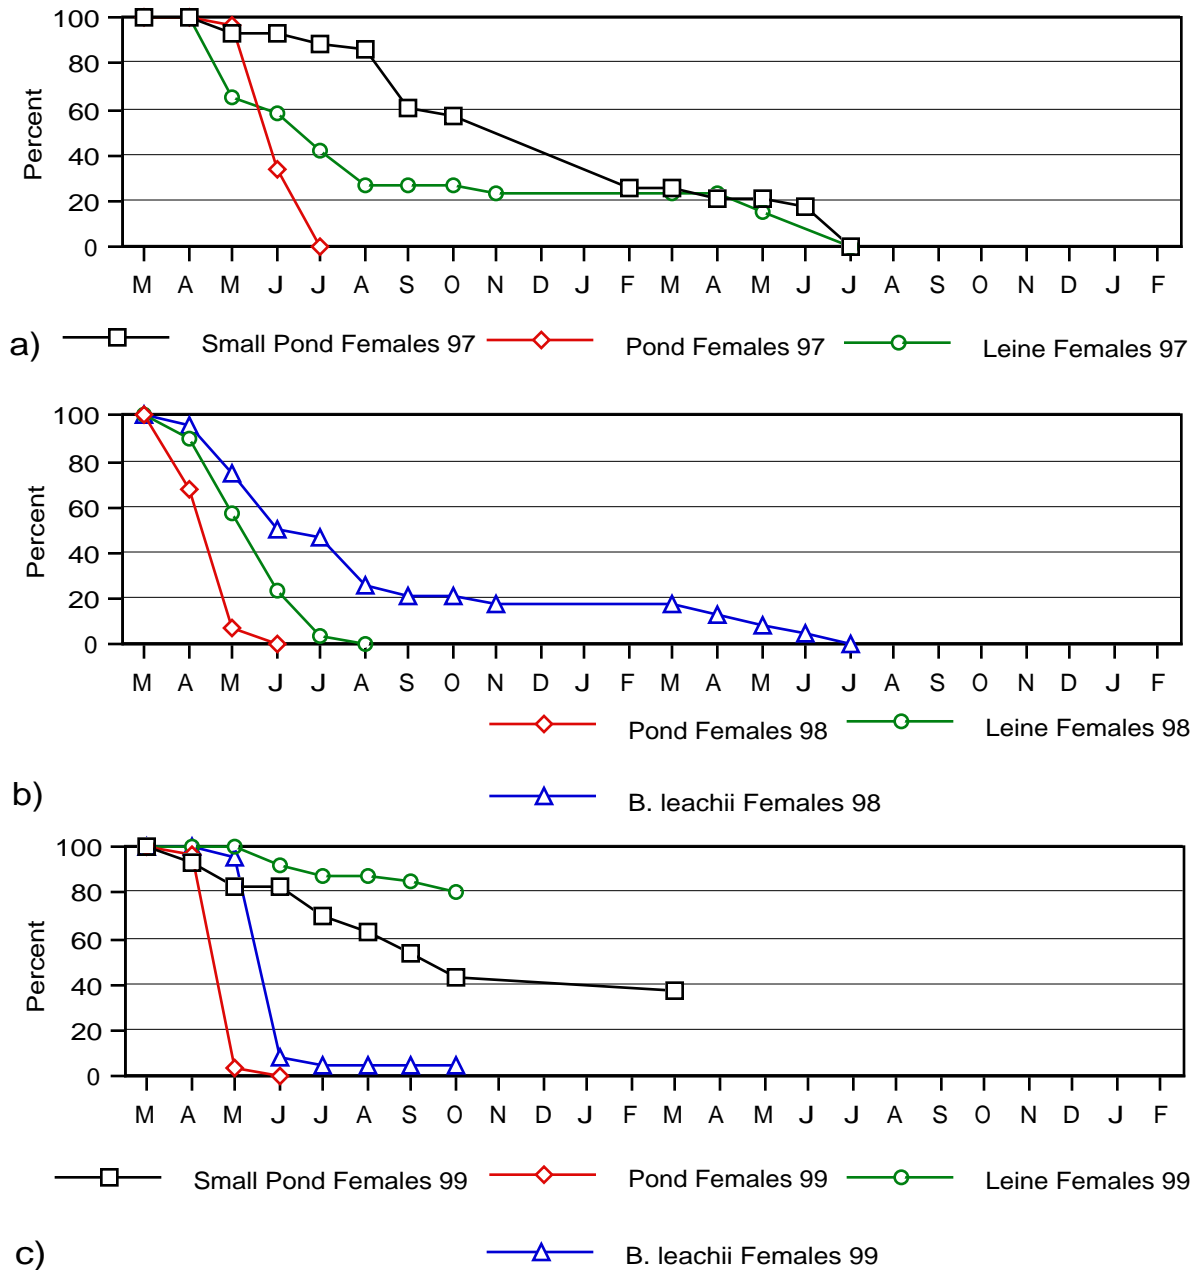 100
80
60
40
20
0
Percent
M A M J J A S O N D J F M A M J J A S O N D J F
a) Small Pond Females 97 Pond Females 97 Leine Females 97
100
80
60
40
20
0
Percent
M A M J J A S O N D J F M A M J J A S O N D J F
Pond Females 98 Leine Females 98
b) B. leachii Females 98
100
80
60
40
20
0
Percent
M A M J J A S O N D J F M A M J J A S O N D J F
Small Pond Females 99 Pond Females 99 Leine Females 99
c) B. leachii Females 99